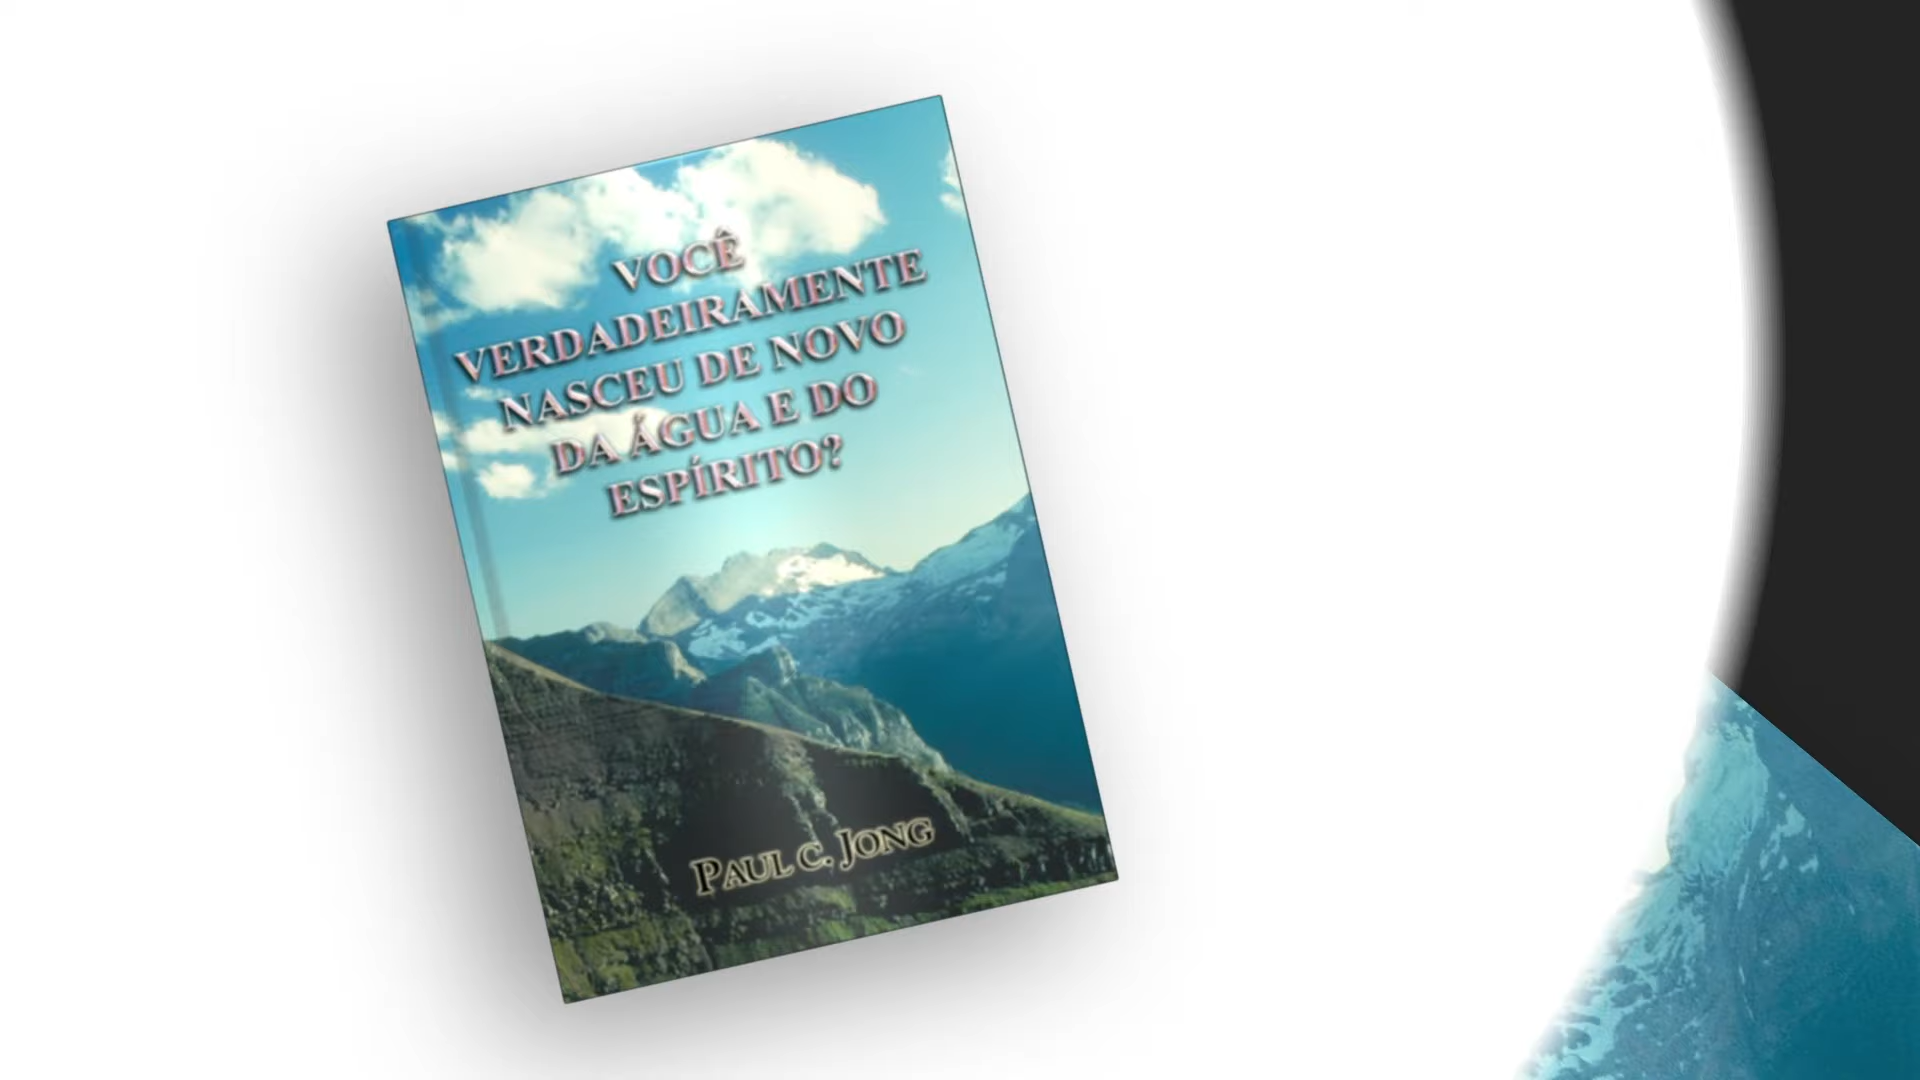 VOCÊ
VERDADEIRAMENTE
NASCEU DE NOVO
DA ÁGUA E DO
ESPÍRITO?
PAUL C. JONG